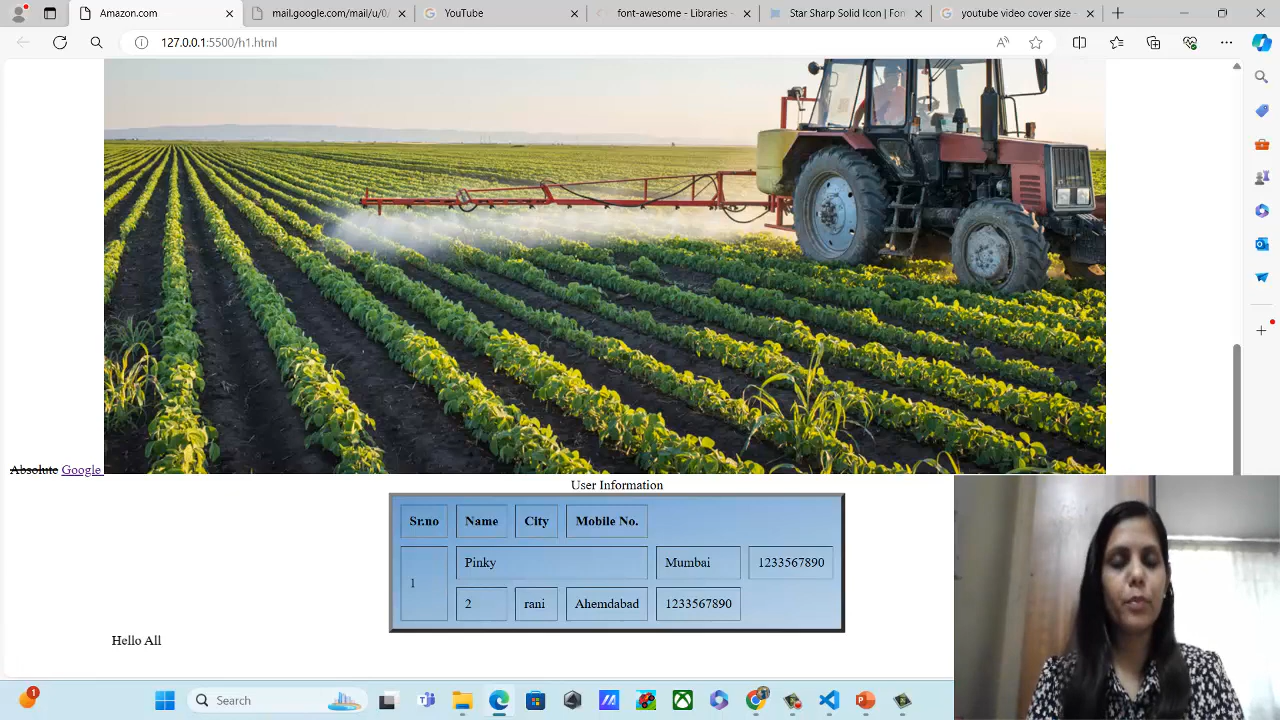 Amazon.com
mail.google.com/mail/u/0/
YouTube
font-awesome - Libraries -
Star Sharp Solid Icon | Font
youtube video cover size -
127.0.0.1:5500/h1.html
Absolute Google
User Information
Sr.no Name City Mobile No.
1 Pinky Mumbai 1233567890
2 rani Ahemdabad 1233567890
Hello All
1
Search